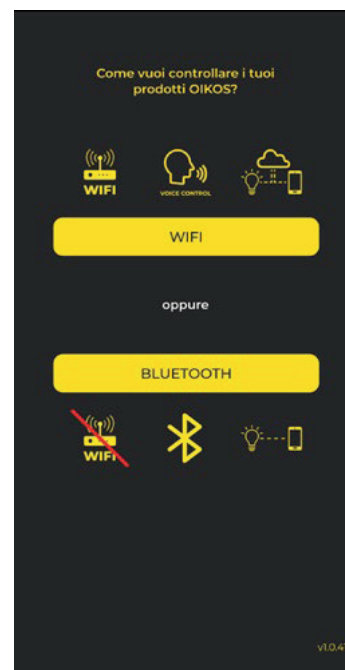 Come vuoi controllare i tuoi
prodotti OIKOS?
WIFI
VOICE CONTROL
WIFI
oppure
BLUETOOTH
WIFI